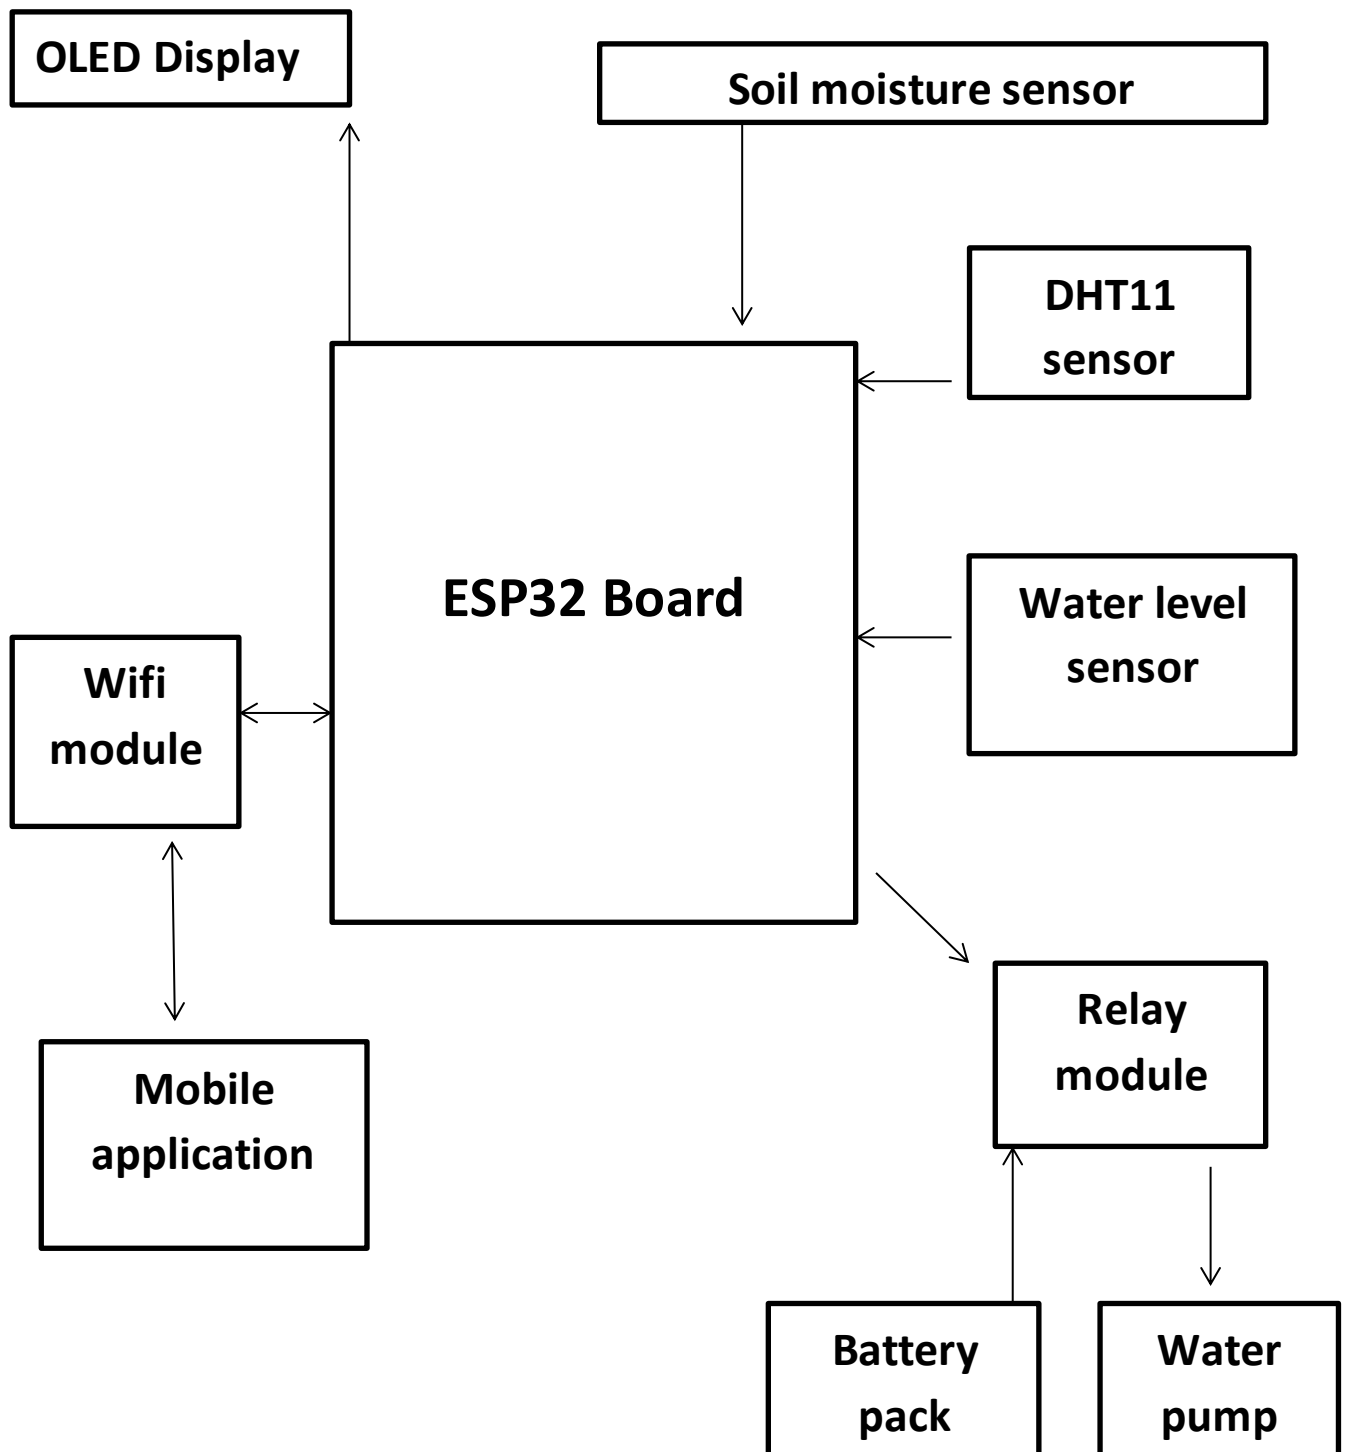 OLED Display
Soil moisture sensor
DHT11
sensor
ESP32 Board
Water level
sensor
Wifi
module
Relay
module
Mobile
application
Battery
pack
Water
pump